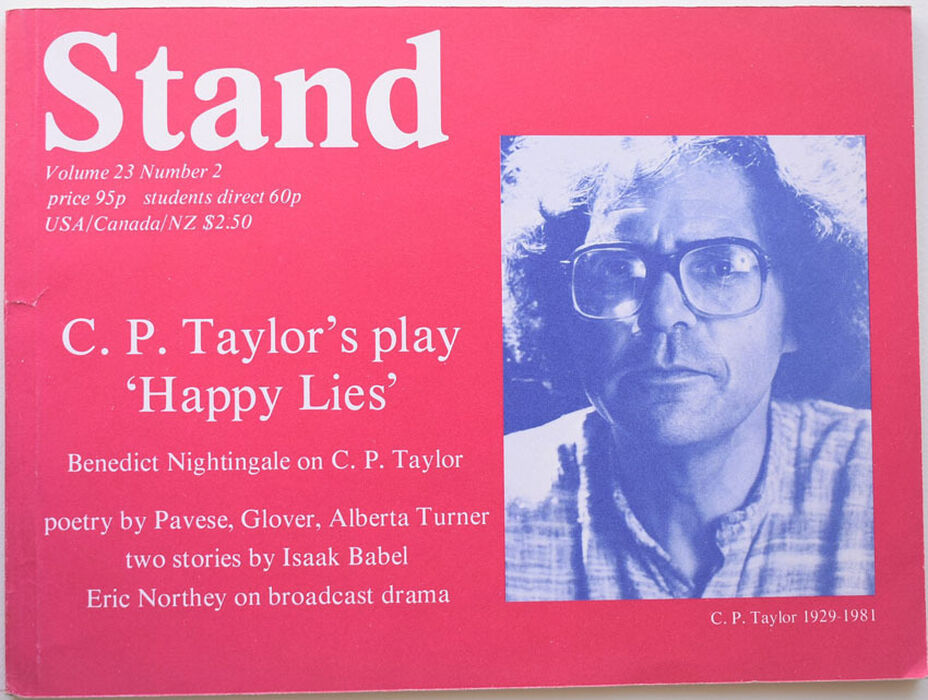 Stand
Volume 23 Number 2
price 95p students direct 60p
USA/Canada/NZ $2.50
C. P. Taylor’s play
‘Happy Lies’
Benedict Nightingale on C. P. Taylor
poetry by Pavese, Glover, Alberta Turner
two stories by Isaak Babel
Eric Northey on broadcast drama
C. P. Taylor 1929-1981